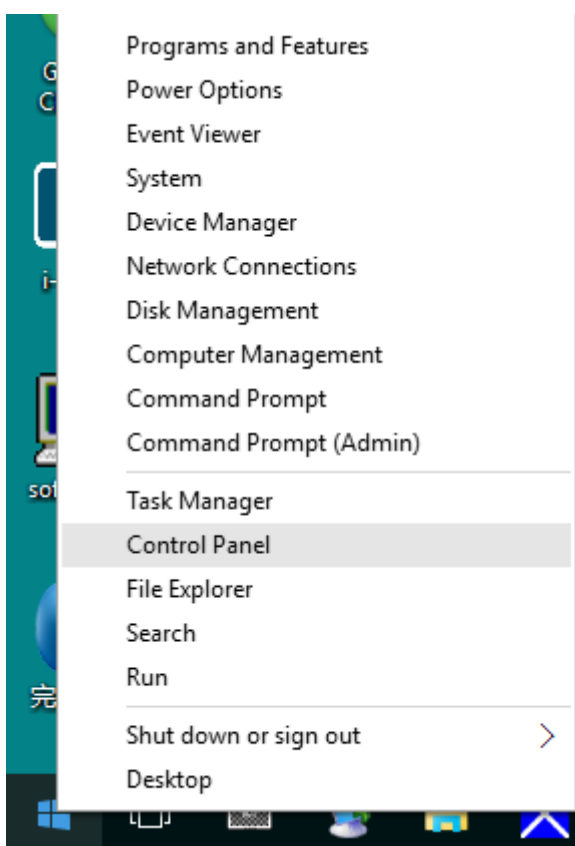 G
Programs and Features
C
Power Options
Event Viewer
System
Device Manager
i-
Network Connections
Disk Management
Computer Management
Command Prompt
Command Prompt (Admin)
Task Manager
Control Panel
File Explorer
Search
Run
完
Shut down or sign out
Desktop